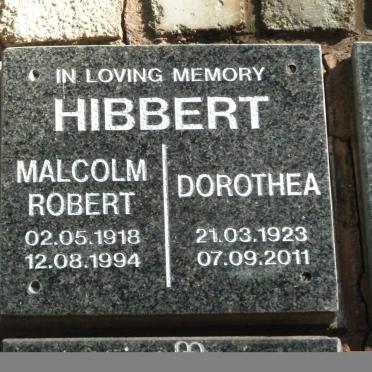 IN LOVING MEMORY
HIBBERT
MALCOLM
ROBERT
02.05.1918
12.08.1994
DOROTHEA
21.03.1923
07.09.2011